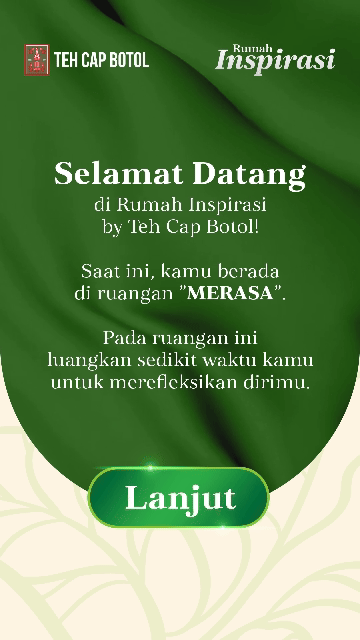 TEH CAP BOTOL
Rumah
Inspirasi
Selamat Datang
di Rumah Inspirasi
by Teh Cap Botol!
Saat ini, kamu berada
di ruangan "MERASA".
Pada ruangan ini
luangkan sedikit waktu kamu
untuk merefleksikan dirimu.
Lanjut